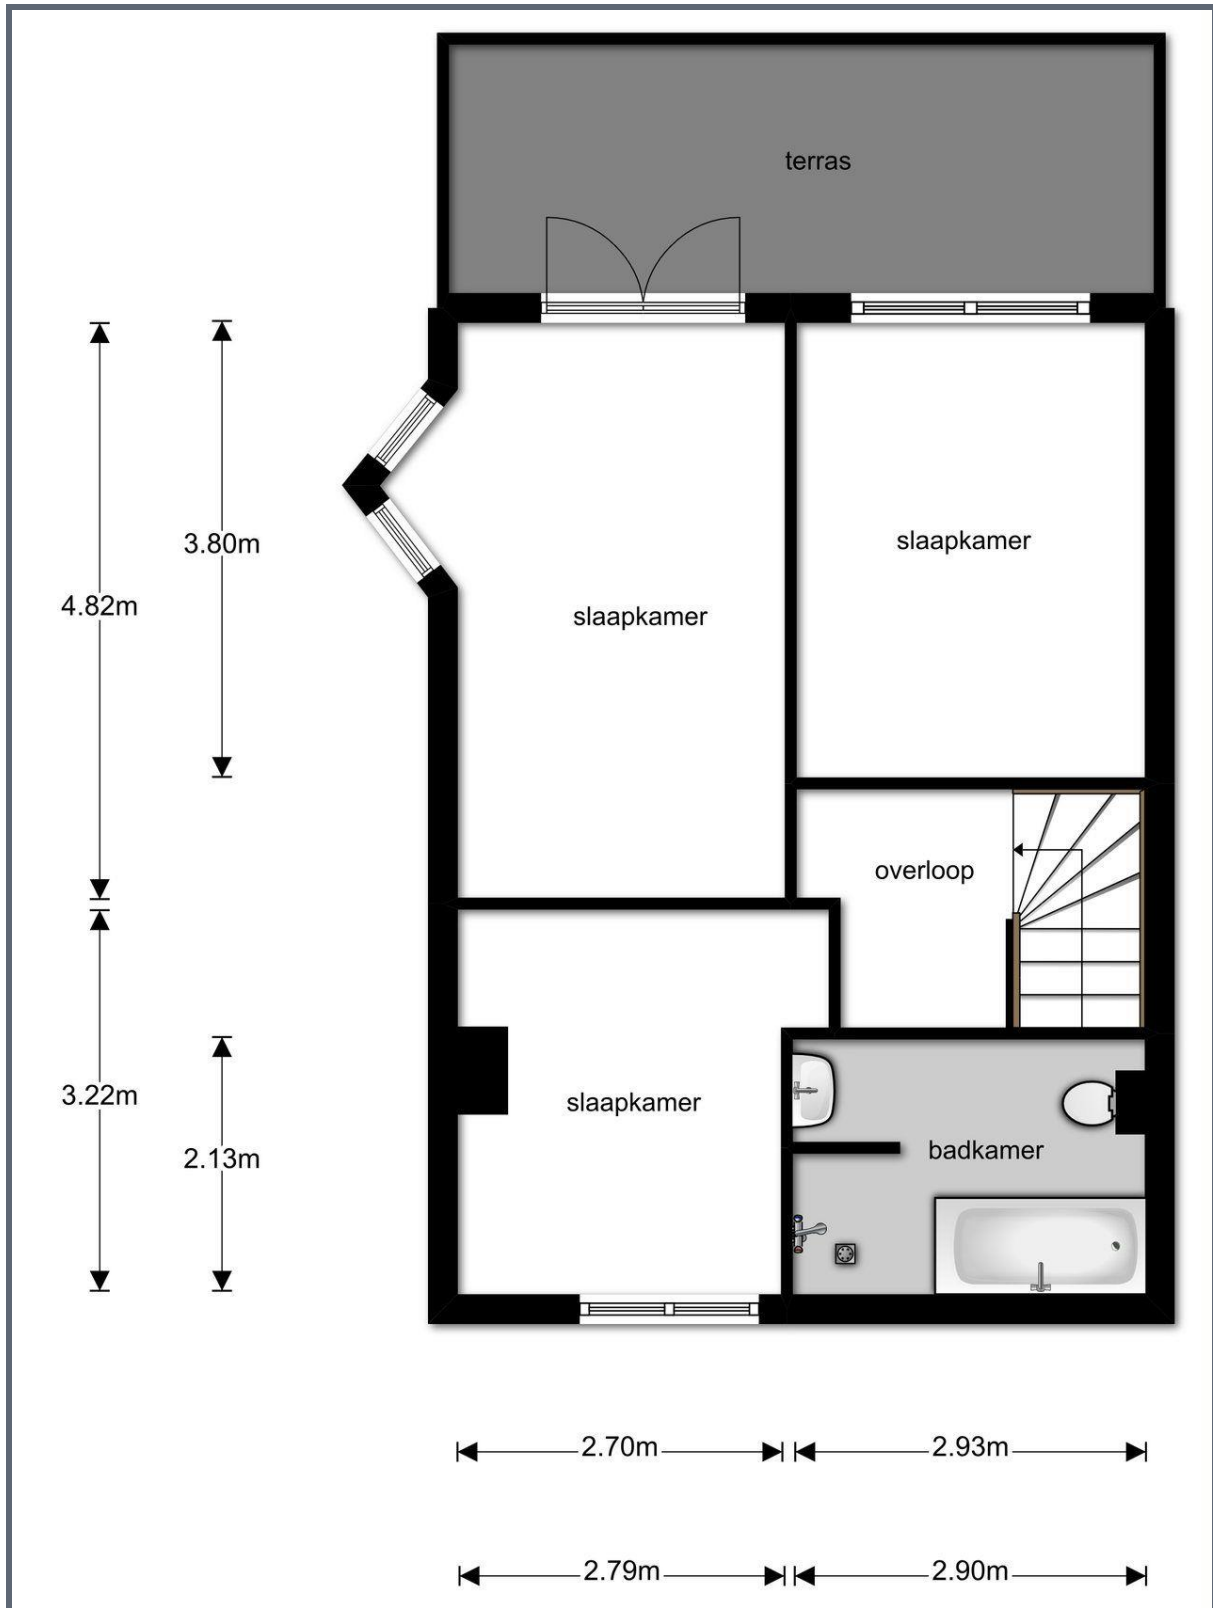 terras
3.80m
slaapkamer
4.82m
slaapkamer
overloop
3.22m
slaapkamer
2.13m
badkamer
2.70m
2.93m
2.79m
2.90m